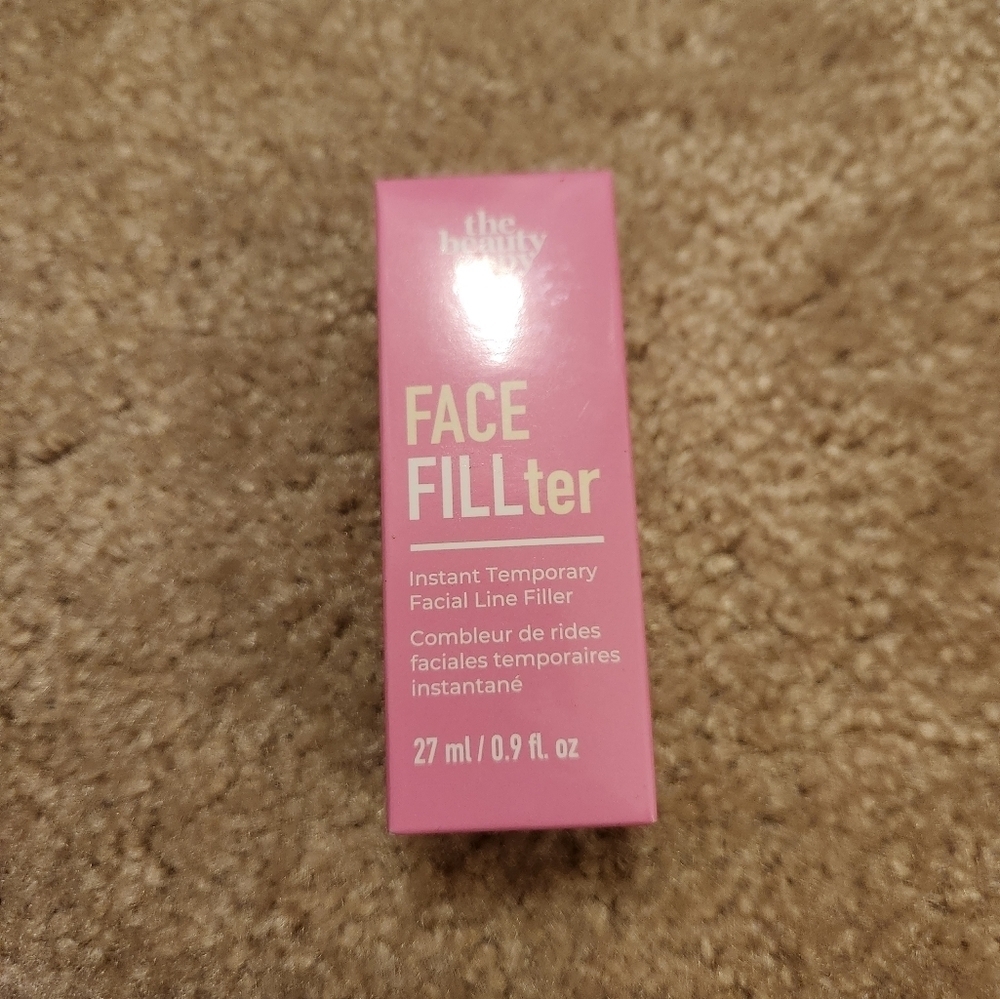 the
beauty
FACE
FILLter
Instant Temporary
Facial Line Filler
Combleur de rides
faciales temporaires
instantané
27 ml / 0.9 fl. oz